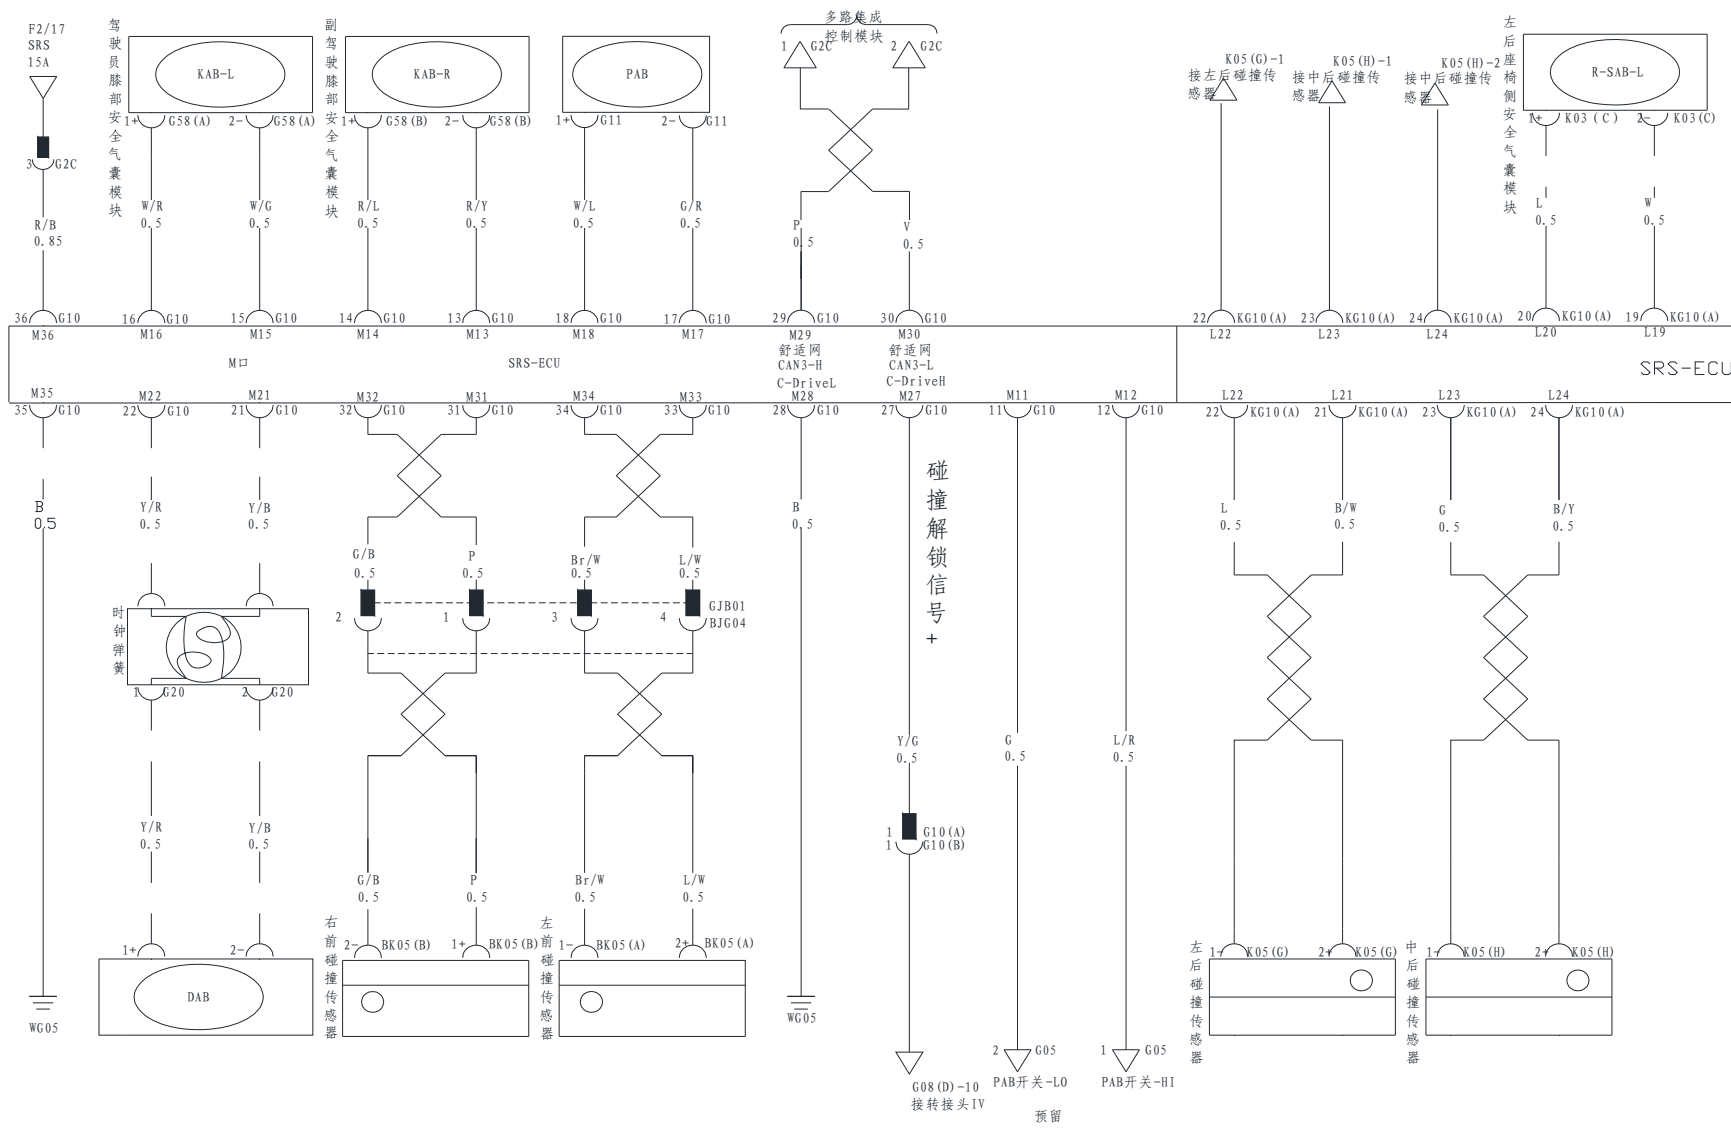 F2/17
SRS
15A
3
G2C
R/B
0.85
驾驶员膝部安全气囊模块
KAB-L
1+
G58(A)
2-
G58(A)
W/R
0.5
W/G
0.5
副驾驶膝部安全气囊模块
KAB-R
1+
G58(B)
2-
G58(B)
R/L
0.5
R/Y
0.5
PAB
1+
G11
2-
G11
W/L
0.5
G/R
0.5
多路集成
控制模块
1
G2C
2
G2C
P
0.5
V
0.5
K05(G)-1
接左后碰撞传
感器
K05(H)-1
接中后碰撞传
感器
K05(H)-2
接中后碰撞传
感器
左后座椅侧安全气囊模块
R-SAB-L
1+
K03(C)
2-
K03(C)
L
0.5
W
0.5
36
G10
16
G10
15
G10
14
G10
13
G10
18
G10
17
G10
29
G10
30
G10
22
KG10(A)
23
KG10(A)
24
KG10(A)
20
KG10(A)
19
KG10(A)
M36
M16
M15
M14
M13
M18
M17
M29
M30
L22
L23
L24
L20
L19
舒适网
CAN3-H
C-DriveL
舒适网
CAN3-L
C-DriveH
M口
SRS-ECU
SRS-ECU
M35
M22
M21
M32
M31
M34
M33
M28
M27
M11
M12
L22
L21
L23
L24
35
G10
22
G10
21
G10
32
G10
31
G10
34
G10
33
G10
28
G10
27
G10
11
G10
12
G10
22
KG10(A)
21
KG10(A)
23
KG10(A)
24
KG10(A)
B
0.5
Y/R
0.5
Y/B
0.5
G/B
0.5
P
0.5
Br/W
0.5
L/W
0.5
B
0.5
碰撞解锁信号+
L
0.5
B/W
0.5
G
0.5
B/Y
0.5
时钟弹簧
2
1
3
4
GJB01
BJG04
1
G20
2
G20
Y/G
0.5
G
0.5
L/R
0.5
Y/R
0.5
Y/B
0.5
1
G10(A)
1
G10(B)
G/B
0.5
P
0.5
Br/W
0.5
L/W
0.5
1+
2-
DAB
右前碰撞传感器
2-
BK05(B)
1+
BK05(B)
左前碰撞传感器
1-
BK05(A)
2+
BK05(A)
左后碰撞传感器
1-
K05(G)
2+
K05(G)
中后碰撞传感器
1-
K05(H)
2+
K05(H)
WG05
WG05
G08(D)-10
接转接头IV
2
G05
PAB开关-LO
1
G05
PAB开关-HI
预留